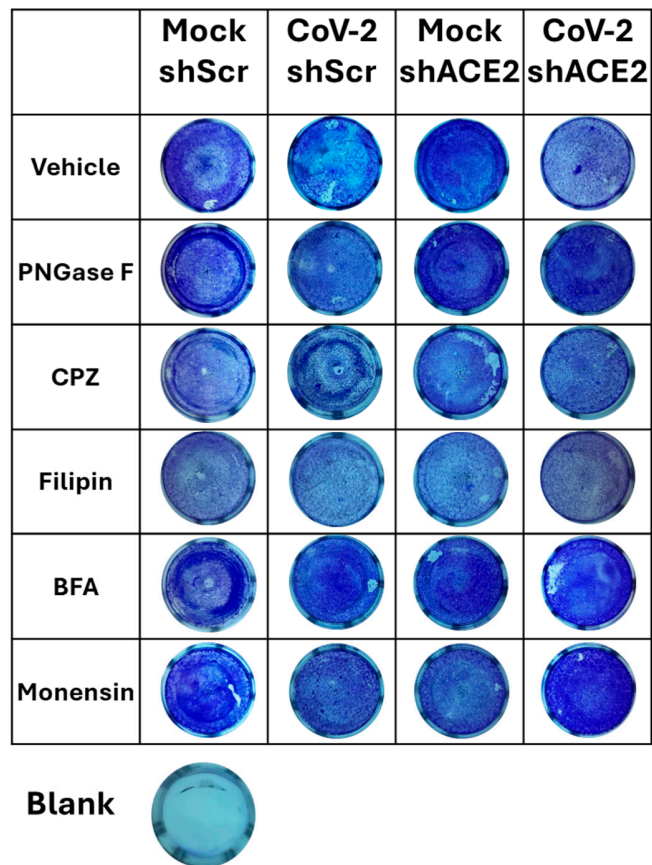 Mock CoV-2 Mock CoV-2
shScr shScr shACE2 shACE2
Vehicle
PNGase F
CPZ
Filipin
BFA
Monensin
Blank